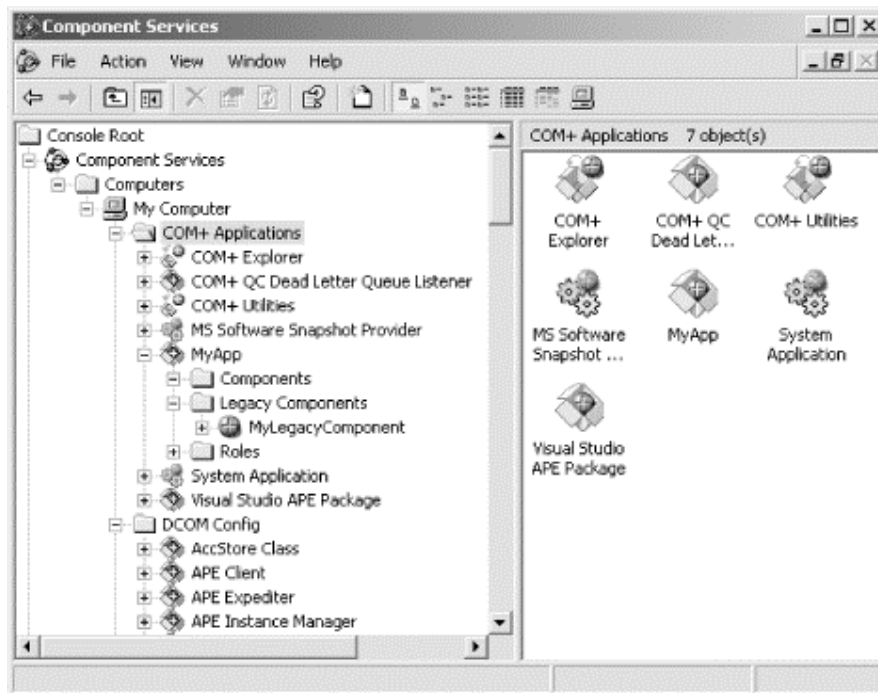 Component Services
File Action View Window Help
Console Root
Component Services
Computers
My Computer
COM+ Applications
COM+ Explorer
COM+ QC Dead Letter Queue Listener
COM+ Utilities
MS Software Snapshot Provider
MyApp
Components
Legacy Components
MyLegacyComponent
Roles
System Application
Visual Studio APE Package
DCOM Config
AccStore Class
APE Client
APE Expediter
APE Instance Manager
COM+ Applications 7 object(s)
COM+
Explorer
COM+ QC
Dead Let...
COM+ Utilities
MS Software
Snapshot ...
MyApp
System
Application
Visual Studio
APE Package